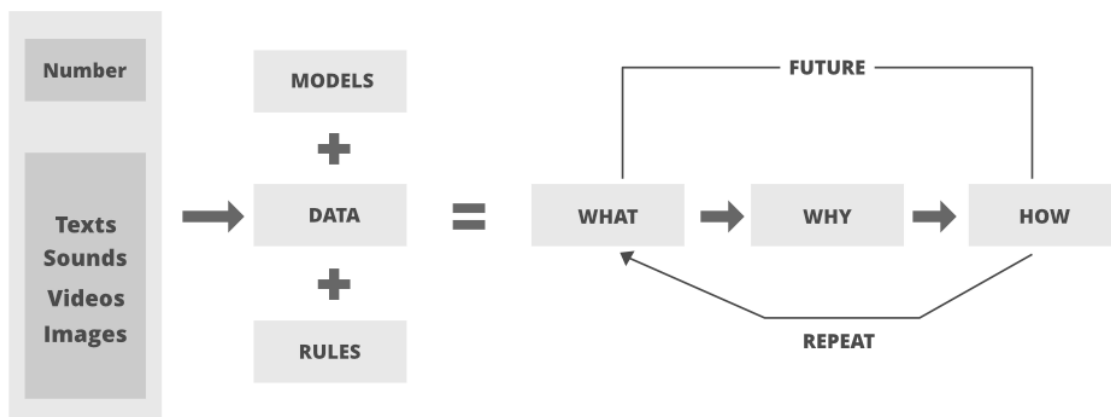 Number
Texts
Sounds
Videos
Images
MODELS
DATA
RULES
FUTURE
WHAT
WHY
HOW
REPEAT